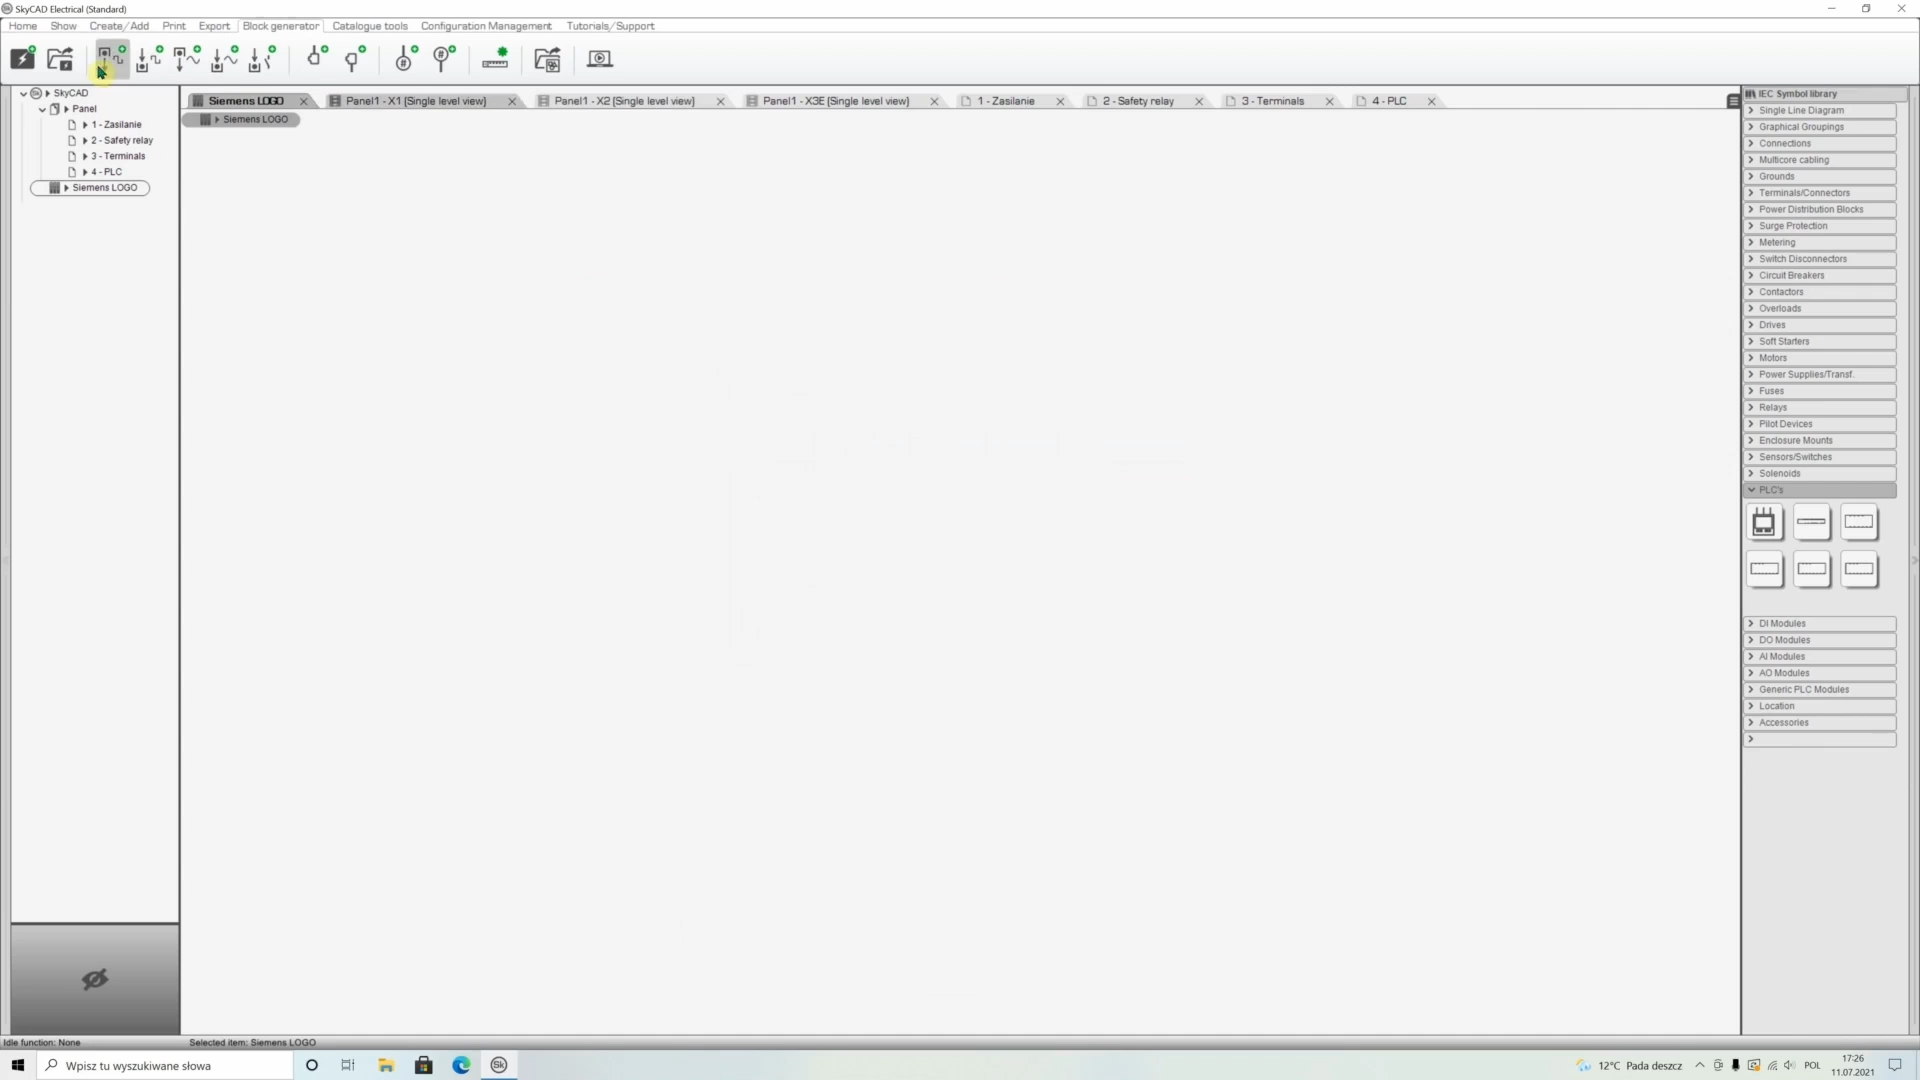 SkyCAD Electrical (Standard)
Home Show Create/Add Print Export Block generator Catalogue tools Configuration Management Tutorials/Support
SkyCAD
Panel
1 - Zasilanie
2 - Safety relay
3 - Terminals
4 - PLC
Siemens LOGO
Siemens LOGO Panel1 - X1 (Single level view) Panel1 - X2 (Single level view) Panel1 - X3E (Single level view) 1 - Zasilanie 2 - Safety relay 3 - Terminals 4 - PLC
Siemens LOGO
IEC Symbol library
Single Line Diagram
Graphical Groupings
Connections
Multicore cabling
Grounds
Terminals/Connectors
Power Distribution Blocks
Surge Protection
Metering
Switch Disconnectors
Circuit Breakers
Contactors
Overloads
Drives
Soft Starters
Motors
Power Supplies/Transf.
Fuses
Relays
Pilot Devices
Enclosure Mounts
Sensors/Switches
Solenoids
PLC's
DI Modules
DO Modules
AI Modules
AO Modules
Generic PLC Modules
Location
Accessories
Idle function: None Selected item: Siemens LOGO
Wpisz tu wyszukiwane słowa
Sk
12°C Pada deszcz POL
17:26
11.07.2021